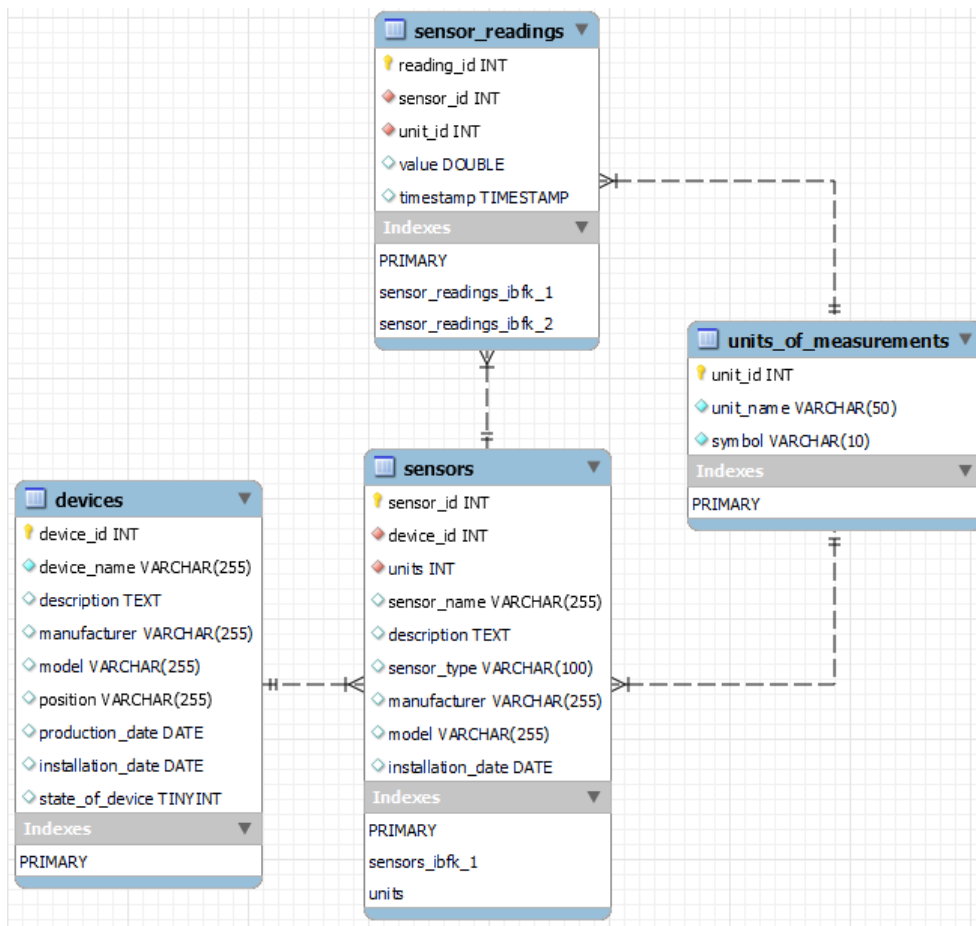 sensor_readings
reading_id INT
sensor_id INT
unit_id INT
value DOUBLE
timestamp TIMESTAMP
Indexes
PRIMARY
sensor_readings_ibfk_1
sensor_readings_ibfk_2
units_of_measurements
unit_id INT
unit_name VARCHAR(50)
symbol VARCHAR(10)
Indexes
PRIMARY
sensors
sensor_id INT
device_id INT
units INT
sensor_name VARCHAR(255)
description TEXT
sensor_type VARCHAR(100)
manufacturer VARCHAR(255)
model VARCHAR(255)
installation_date DATE
Indexes
PRIMARY
sensors_ibfk_1
units
devices
device_id INT
device_name VARCHAR(255)
description TEXT
manufacturer VARCHAR(255)
model VARCHAR(255)
position VARCHAR(255)
production_date DATE
installation_date DATE
state_of_device TINYINT
Indexes
PRIMARY